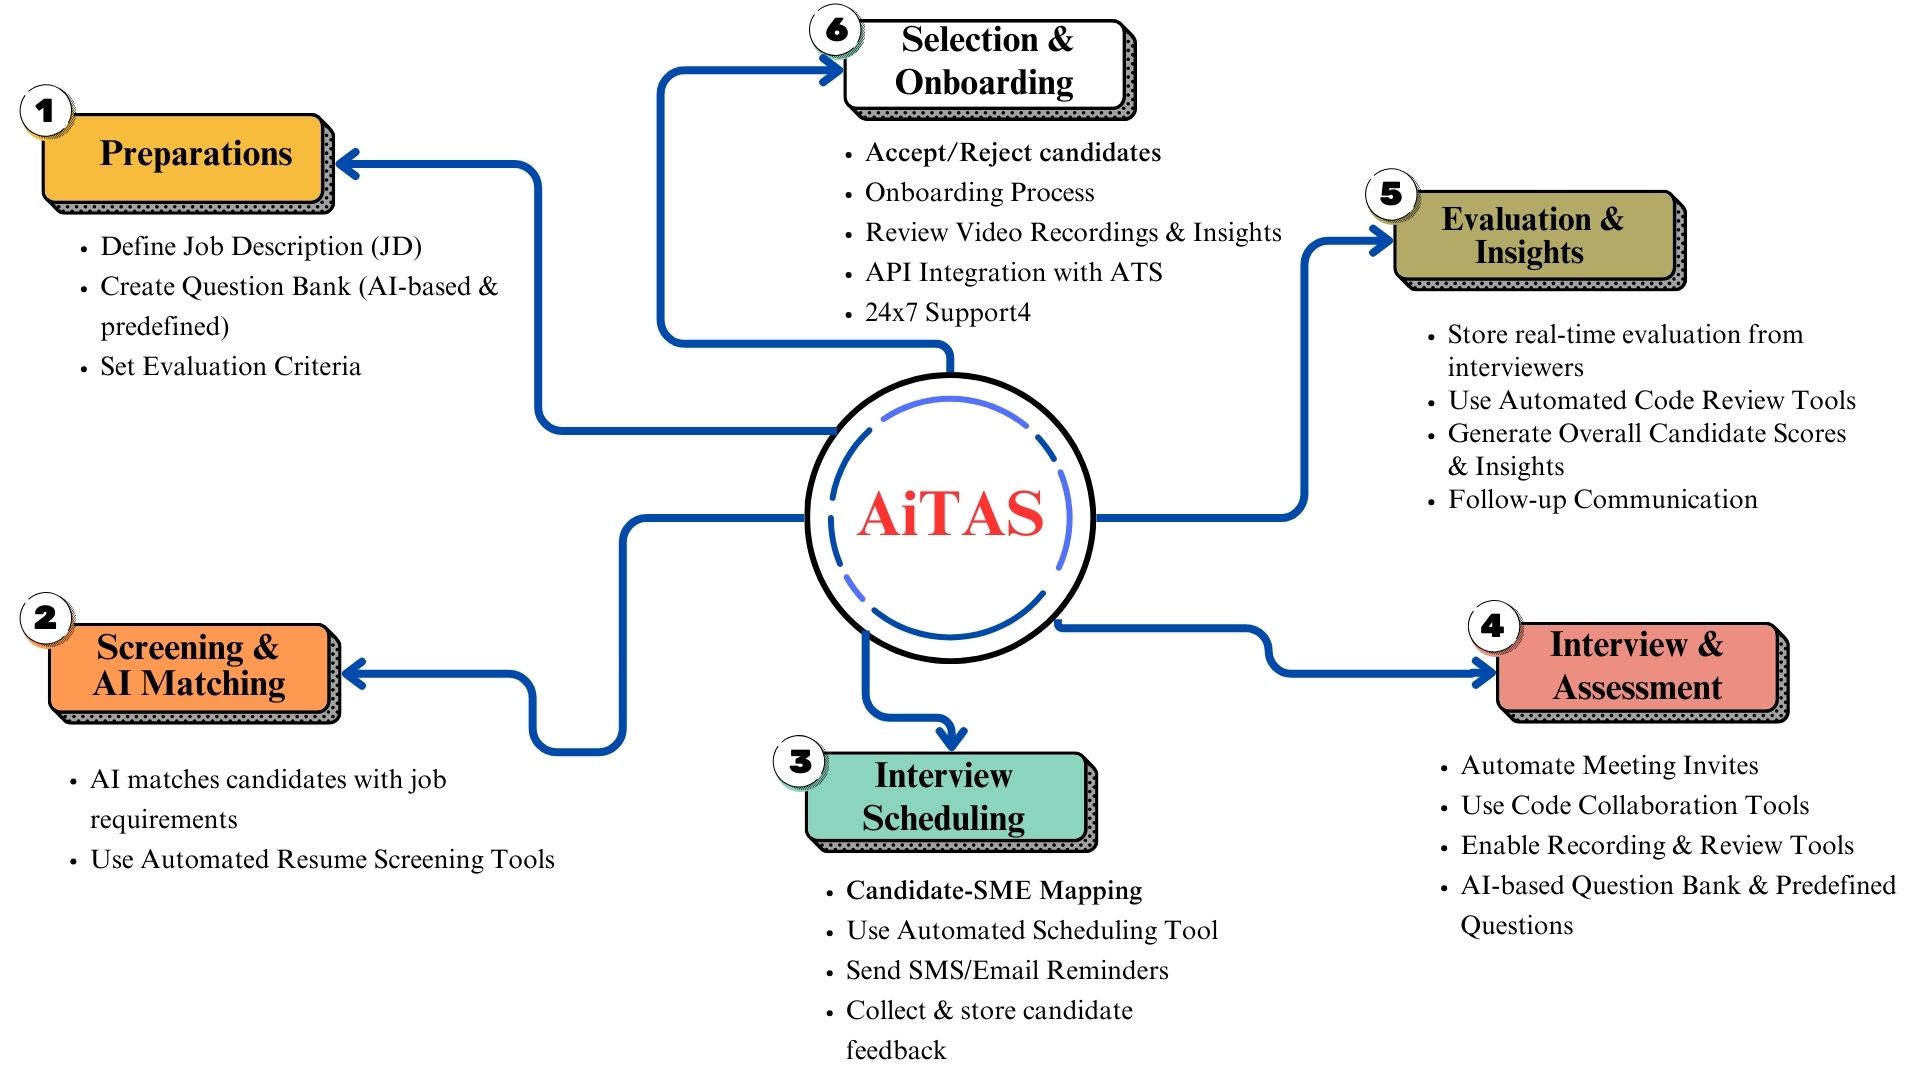 1
Preparations
• Define Job Description (JD)
• Create Question Bank (AI-based &
predefined)
• Set Evaluation Criteria
2
Screening &
AI Matching
• AI matches candidates with job
requirements
• Use Automated Resume Screening Tools
AiTAS
3
Interview
Scheduling
• Candidate-SME Mapping
• Use Automated Scheduling Tool
• Send SMS/Email Reminders
• Collect & store candidate
feedback
4
Interview &
Assessment
• Automate Meeting Invites
• Use Code Collaboration Tools
• Enable Recording & Review Tools
• AI-based Question Bank & Predefined
Questions
5
Evaluation &
Insights
• Store real-time evaluation from
interviewers
• Use Automated Code Review Tools
• Generate Overall Candidate Scores
& Insights
• Follow-up Communication
6
Selection &
Onboarding
• Accept/Reject candidates
• Onboarding Process
• Review Video Recordings & Insights
• API Integration with ATS
• 24x7 Support4